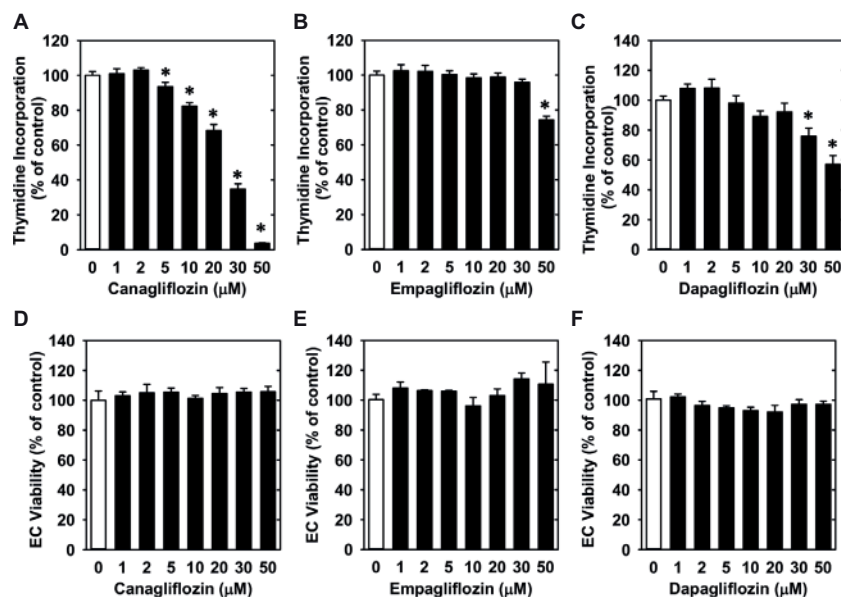 A
Thymidine Incorporation
(% of control)
120
100
80
60
40
20
0
* * * * *
0 1 2 5 10 20 30 50
Canagliflozin (μM)
B
Thymidine Incorporation
(% of control)
120
100
80
60
40
20
0
*
0 1 2 5 10 20 30 50
Empagliflozin (μM)
C
Thymidine Incorporation
(% of control)
140
120
100
80
60
40
20
0
* *
0 1 2 5 10 20 30 50
Dapagliflozin (μM)
D
EC Viability (% of control)
140
120
100
80
60
40
20
0
0 1 2 5 10 20 30 50
Canagliflozin (μM)
E
EC Viability (% of control)
140
120
100
80
60
40
20
0
0 1 2 5 10 20 30 50
Empagliflozin (μM)
F
EC Viability (% of control)
140
120
100
80
60
40
20
0
0 1 2 5 10 20 30 50
Dapagliflozin (μM)